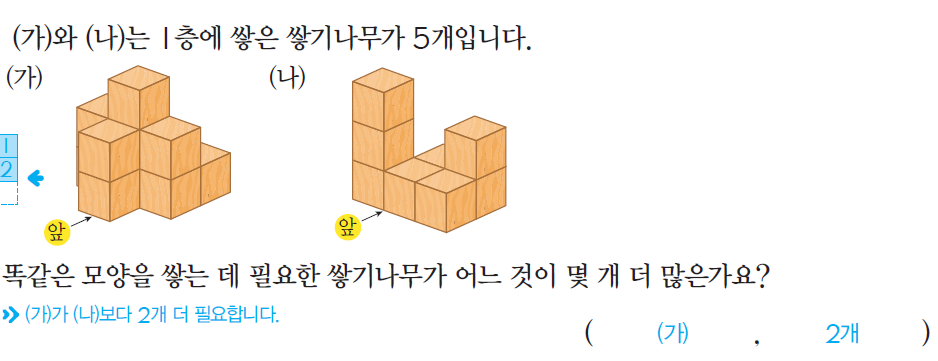 (가)와 (나)는 1층에 쌓은 쌓기나무가 5개입니다.
(가)
(나)
1
2
앞
앞
똑같은 모양을 쌓는 데 필요한 쌓기나무가 어느 것이 몇 개 더 많은가요?
(가)가 (나)보다 2개 더 필요합니다.
( (가) , 2개 )